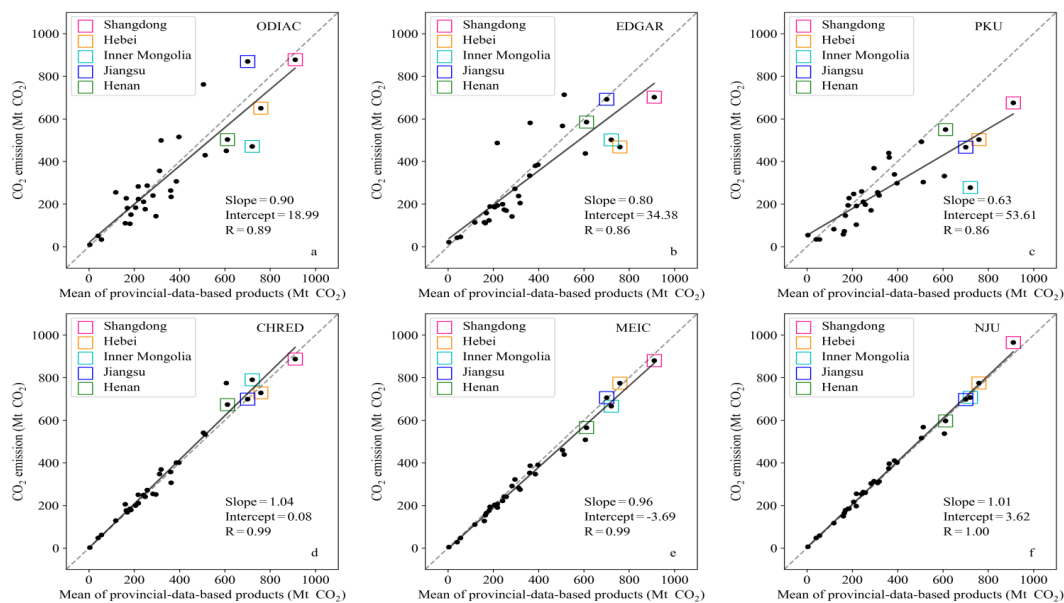 ODIAC
Shangdong
Hebei
Inner Mongolia
Jiangsu
Henan
1000
800
600
400
200
0
CO2 emission (Mt CO2)
Slope = 0.90
Intercept = 18.99
R = 0.89
a
0 200 400 600 800 1000
Mean of provincial-data-based products (Mt CO2)
EDGAR
Shangdong
Hebei
Inner Mongolia
Jiangsu
Henan
1000
800
600
400
200
0
CO2 emission (Mt CO2)
Slope = 0.80
Intercept = 34.38
R = 0.86
b
0 200 400 600 800 1000
Mean of provincial-data-based products (Mt CO2)
PKU
Shangdong
Hebei
Inner Mongolia
Jiangsu
Henan
1000
800
600
400
200
0
CO2 emission (Mt CO2)
Slope = 0.63
Intercept = 53.61
R = 0.86
c
0 200 400 600 800 1000
Mean of provincial-data-based products (Mt CO2)
CHRED
Shangdong
Hebei
Inner Mongolia
Jiangsu
Henan
1000
800
600
400
200
0
CO2 emission (Mt CO2)
Slope = 1.04
Intercept = 0.08
R = 0.99
d
0 200 400 600 800 1000
Mean of provincial-data-based products (Mt CO2)
MEIC
Shangdong
Hebei
Inner Mongolia
Jiangsu
Henan
1000
800
600
400
200
0
CO2 emission (Mt CO2)
Slope = 0.96
Intercept = -3.69
R = 0.99
e
0 200 400 600 800 1000
Mean of provincial-data-based products (Mt CO2)
NJU
Shangdong
Hebei
Inner Mongolia
Jiangsu
Henan
1000
800
600
400
200
0
CO2 emission (Mt CO2)
Slope = 1.01
Intercept = 3.62
R = 1.00
f
0 200 400 600 800 1000
Mean of provincial-data-based products (Mt CO2)